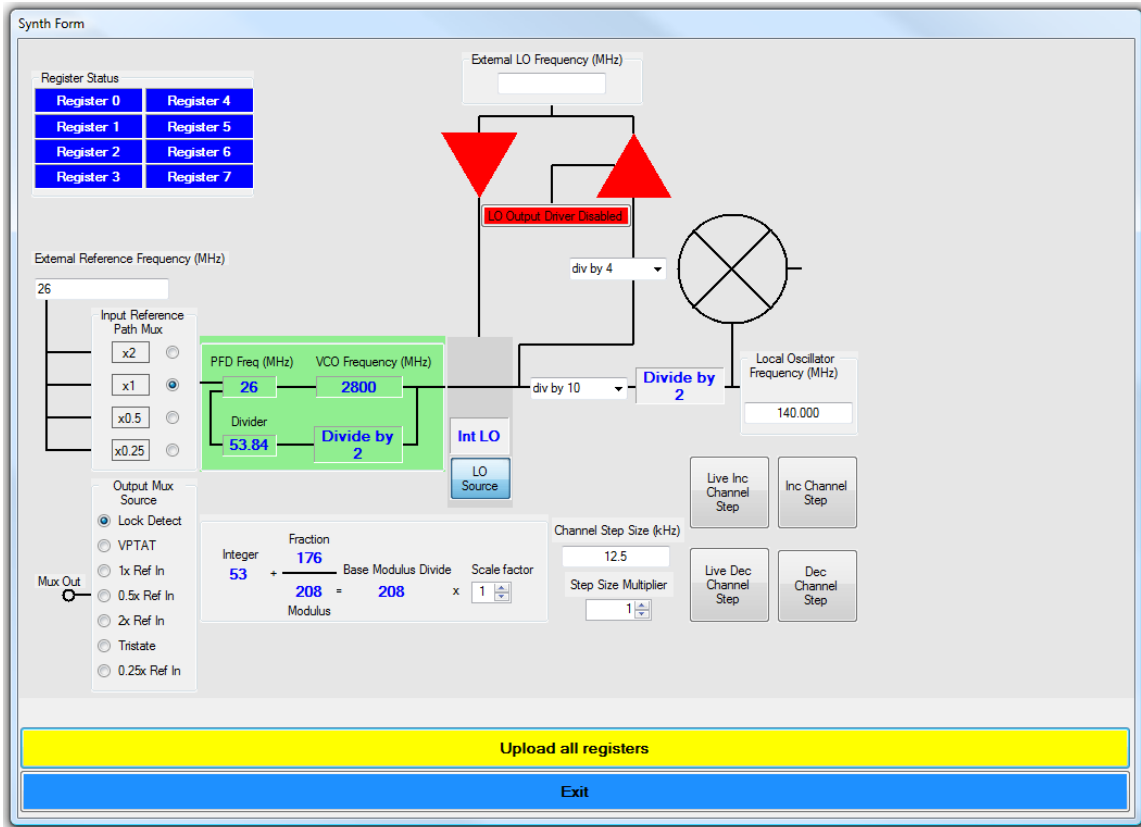 Synth Form
External LO Frequency (MHz)
Register Status
Register 0
Register 4
Register 1
Register 5
Register 2
Register 6
Register 3
Register 7
LO Output Driver Disabled
External Reference Frequency (MHz)
26
div by 4
Input Reference
Path Mux
x2
x1
x0.5
x0.25
PFD Freq (MHz)
VCO Frequency (MHz)
26
2800
Divider
53.84
Divide by
2
Int LO
LO
Source
div by 10
Divide by
2
Local Oscillator
Frequency (MHz)
140.000
Output Mux
Source
Lock Detect
VPTAT
1x Ref In
0.5x Ref In
2x Ref In
Tristate
0.25x Ref In
Mux Out
Integer
53
+
Fraction
176
208
Modulus
=
Base Modulus Divide
208
x
Scale factor
1
Channel Step Size (kHz)
12.5
Step Size Multiplier
1
Live Inc
Channel
Step
Inc Channel
Step
Live Dec
Channel
Step
Dec
Channel
Step
Upload all registers
Exit